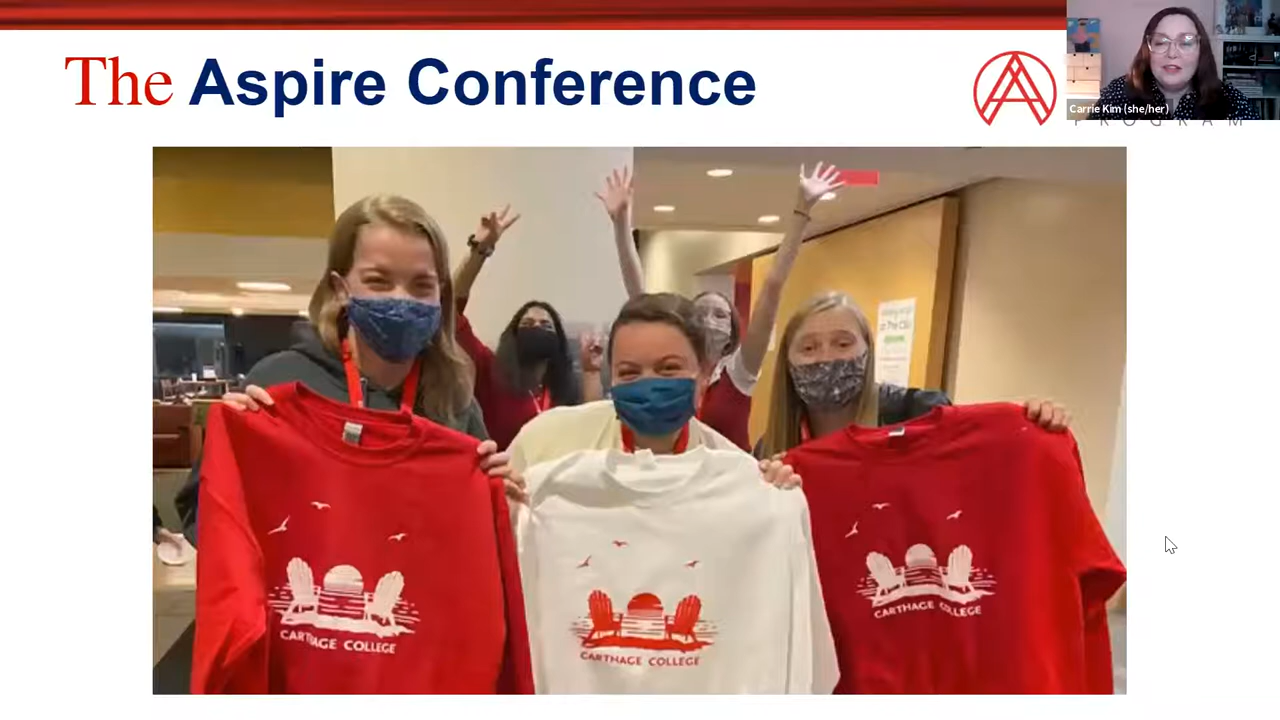 The Aspire Conference
Carrie Kim (she/her)
PROGRAM
CARTHAGE COLLEGE
CARTHAGE COLLEGE
CARTHAGE COLLEGE